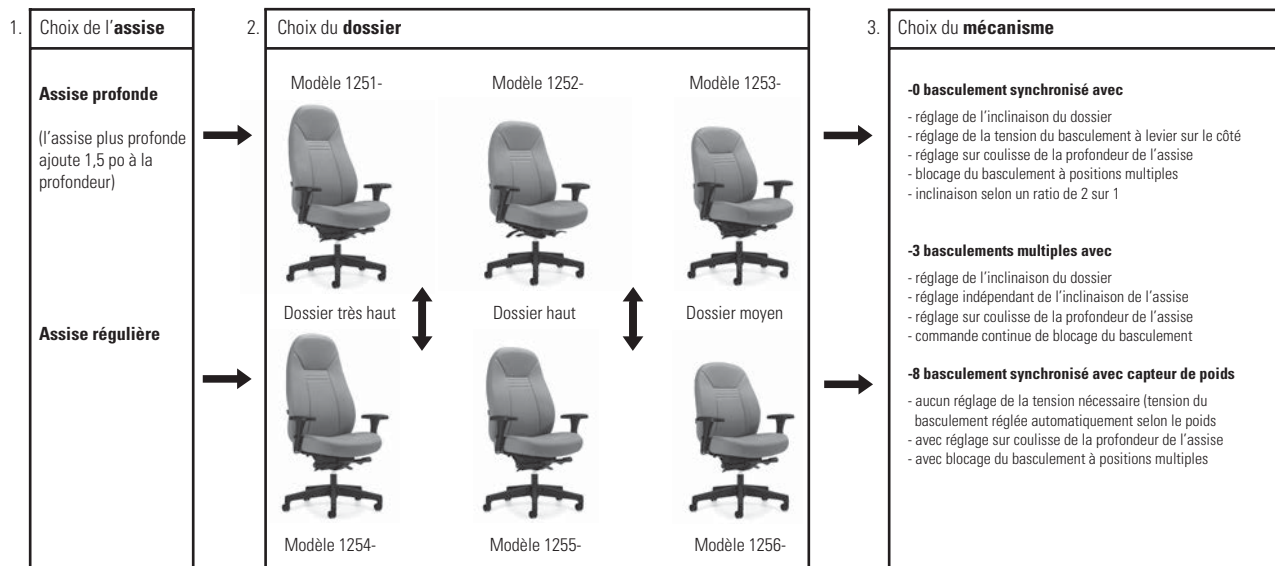 1. Choix de l'assise
Assise profonde
(l'assise plus profonde
ajoute 1,5 po à la
profondeur)
Assise régulière
2. Choix du dossier
Modèle 1251- Modèle 1252- Modèle 1253-
Dossier très haut Dossier haut Dossier moyen
Modèle 1254- Modèle 1255- Modèle 1256-
3. Choix du mécanisme
-0 basculement synchronisé avec
- réglage de l'inclinaison du dossier
- réglage de la tension du basculement à levier sur le côté
- réglage sur coulisse de la profondeur de l'assise
- blocage du basculement à positions multiples
- inclinaison selon un ratio de 2 sur 1
-3 basculements multiples avec
- réglage de l'inclinaison du dossier
- réglage indépendant de l'inclinaison de l'assise
- réglage sur coulisse de la profondeur de l'assise
- commande continue de blocage du basculement
-8 basculement synchronisé avec capteur de poids
- aucun réglage de la tension nécessaire (tension du
basculement réglée automatiquement selon le poids
- avec réglage sur coulisse de la profondeur de l'assise
- avec blocage du basculement à positions multiples